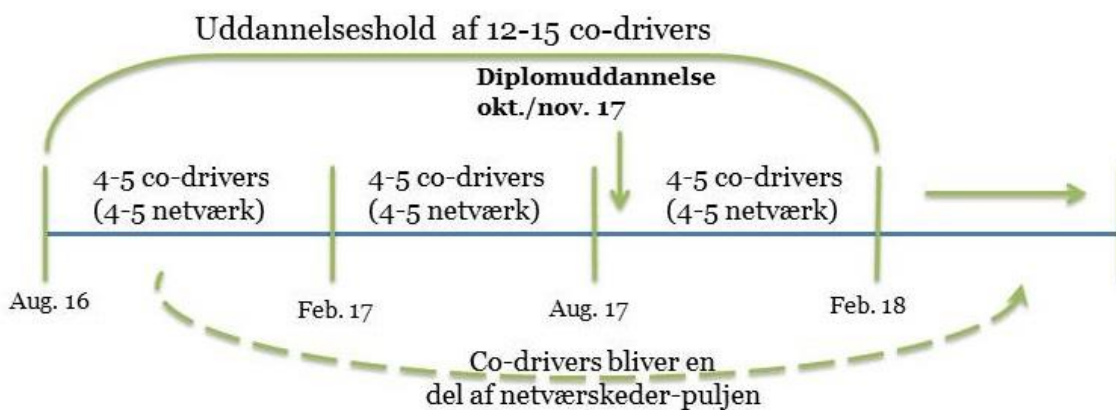 Uddannelseshold af 12-15 co-drivers
Diplomuddannelse
okt./nov. 17
4-5 co-drivers
(4-5 netværk)
4-5 co-drivers
(4-5 netværk)
4-5 co-drivers
(4-5 netværk)
Aug. 16
Feb. 17
Aug. 17
Feb. 18
Co-drivers bliver en
del af netværskeder-puljen